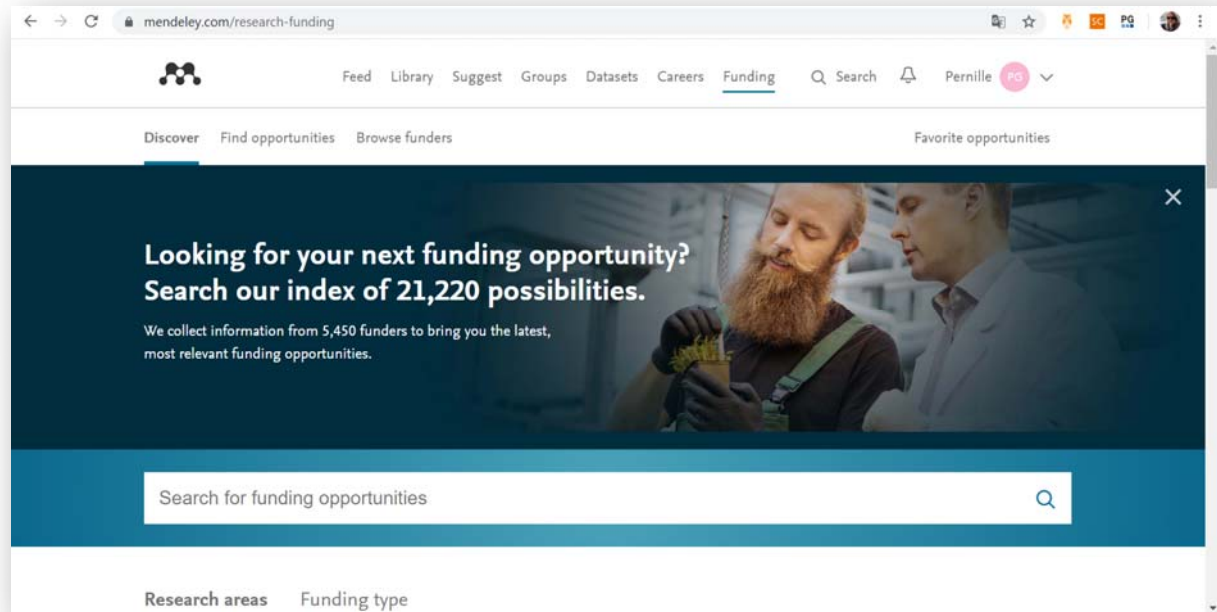 mendeley.com/research-funding
SC PG
Feed Library Suggest Groups Datasets Careers Funding Search Pernille PG
Discover Find opportunities Browse funders Favorite opportunities
Looking for your next funding opportunity?
Search our index of 21,220 possibilities.
We collect information from 5,450 funders to bring you the latest,
most relevant funding opportunities.
Search for funding opportunities
Research areas Funding type